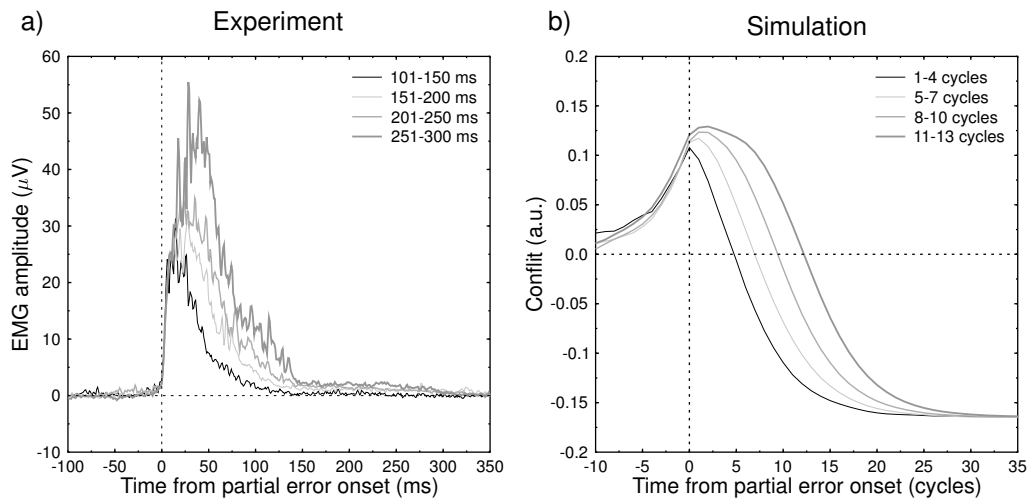 a)
Experiment
EMG amplitude (μV)
60
50
40
30
20
10
0
-10
101-150 ms
151-200 ms
201-250 ms
251-300 ms
-100
-50
0
50
100
150
200
250
300
350
Time from partial error onset (ms)
b)
Simulation
Conflit (a.u.)
0.2
0.15
0.1
0.05
0.0
-0.05
-0.1
-0.15
-0.2
1-4 cycles
5-7 cycles
8-10 cycles
11-13 cycles
-10
-5
0
5
10
15
20
25
30
35
Time from partial error onset (cycles)